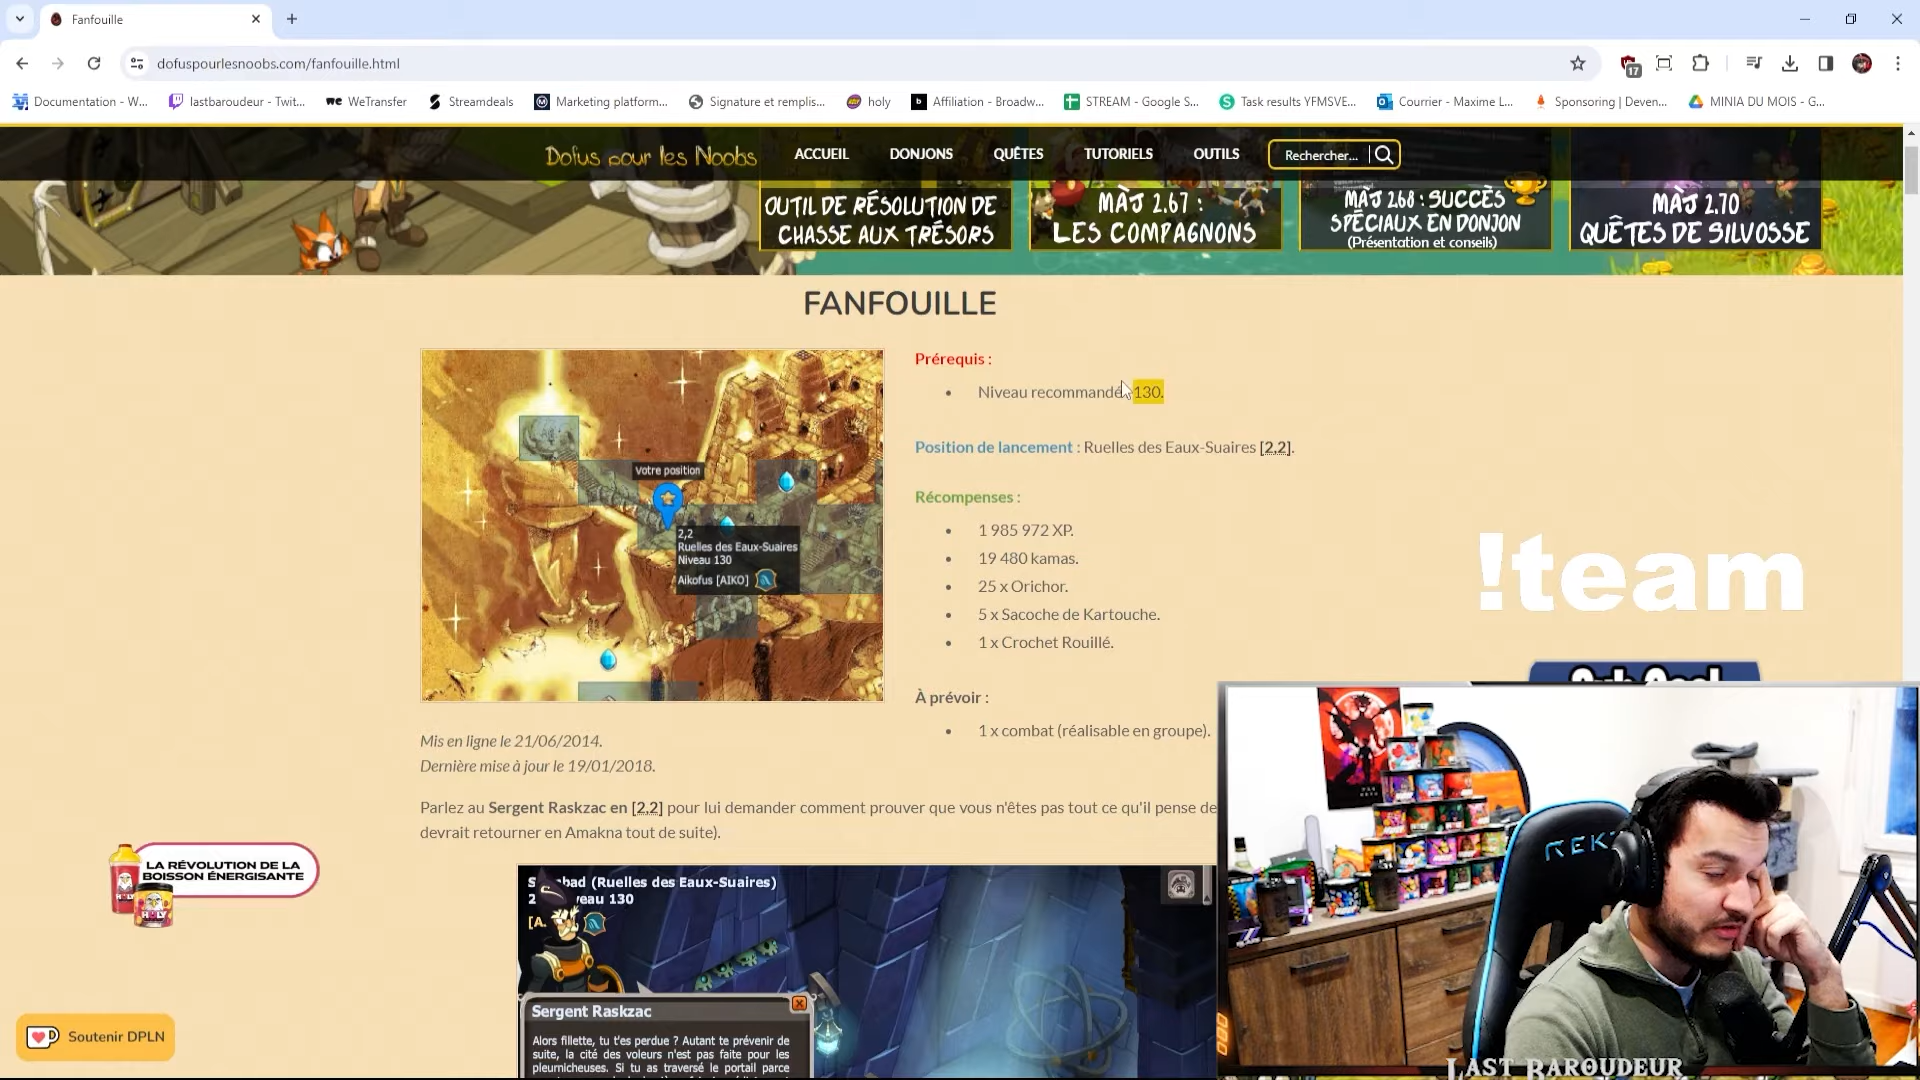 Fanfouille
dofuspourlesnoobs.com/fanfouille.html
17
Documentation - W...
lastbaroudeur - Twit...
WeTransfer
Streamdeals
Marketing platform...
Signature et remplis...
holy
Affiliation - Broadw...
STREAM - Google S...
Task results YFMSVE...
Courrier - Maxime L...
Sponsoring | Deven...
MINIA DU MOIS - G...
Dofus pour les Noobs
ACCUEIL
DONJONS
QUÊTES
TUTORIELS
OUTILS
Rechercher...
OUTIL DE RÉSOLUTION DE
CHASSE AUX TRÉSORS
MÀJ 2.67 :
LES COMPAGNONS
MÀJ 2.68 : SUCCÈS
SPÉCIAUX EN DONJON
(Présentation et conseils)
MÀJ 2.70
QUÊTES DE SILVOSSE
FANFOUILLE
Votre position
2,2
Ruelles des Eaux-Suaires
Niveau 130
Aikofus [AIKO]
Prérequis :
Niveau recommandé 130.
Position de lancement : Ruelles des Eaux-Suaires [2,2].
Récompenses :
1 985 972 XP.
19 480 kamas.
25 x Orichor.
5 x Sacoche de Kartouche.
1 x Crochet Rouillé.
À prévoir :
1 x combat (réalisable en groupe).
!team
Mis en ligne le 21/06/2014.
Dernière mise à jour le 19/01/2018.
Parlez au Sergent Raskzac en [2,2] pour lui demander comment prouver que vous n'êtes pas tout ce qu'il pense de
devrait retourner en Amakna tout de suite).
LA RÉVOLUTION DE LA
BOISSON ÉNERGISANTE
HOLY
bad (Ruelles des Eaux-Suaires)
130
[A.
Sergent Raskzac
Alors fillette, tu t'es perdue ? Autant te prévenir de
suite, la cité des voleurs n'est pas faite pour les
pleurnicheuses. Si tu as traversé le portail parce
Soutenir DPLN
REK
LAST BAROUDEUR